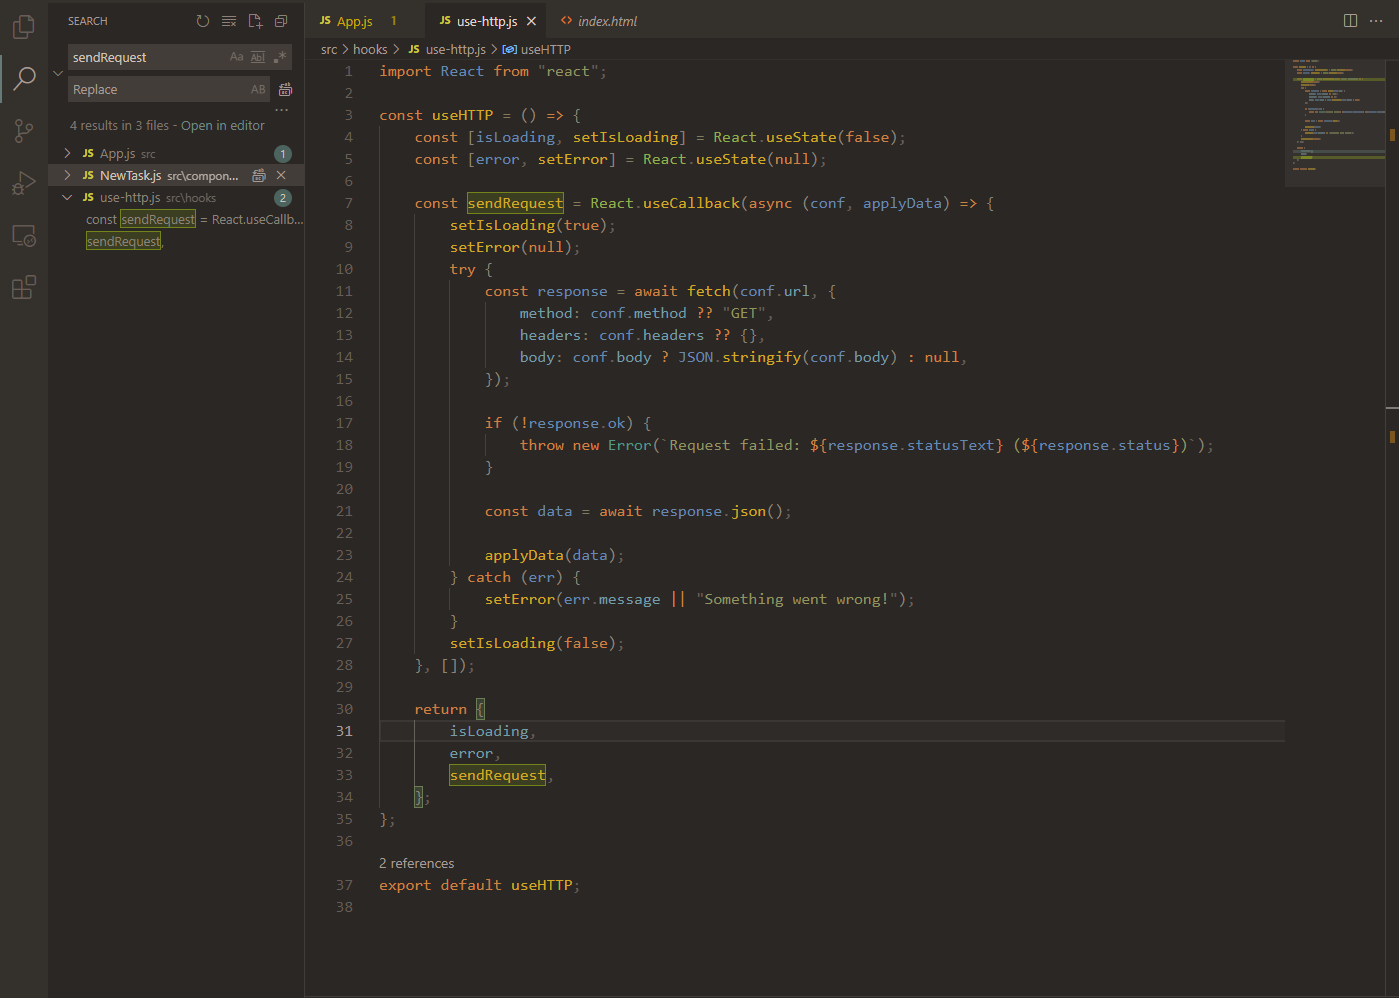 SEARCH
sendRequest
Aa Abl .*
Replace
AB
...
4 results in 3 files - Open in editor
JS App.js src 1
JS NewTask.js src\compon...
JS use-http.js src\hooks 2
const sendRequest = React.useCallb...
sendRequest,
JS App.js 1
JS use-http.js
<> index.html
src > hooks > JS use-http.js > useHTTP
1 import React from "react";
2
3 const useHTTP = () => {
4 const [isLoading, setIsLoading] = React.useState(false);
5 const [error, setError] = React.useState(null);
6
7 const sendRequest = React.useCallback(async (conf, applyData) => {
8 setIsLoading(true);
9 setError(null);
10 try {
11 const response = await fetch(conf.url, {
12 method: conf.method ?? "GET",
13 headers: conf.headers ?? {},
14 body: conf.body ? JSON.stringify(conf.body) : null,
15 });
16
17 if (!response.ok) {
18 throw new Error(`Request failed: ${response.statusText} (${response.status})`);
19 }
20
21 const data = await response.json();
22
23 applyData(data);
24 } catch (err) {
25 setError(err.message || "Something went wrong!");
26 }
27 setIsLoading(false);
28 }, []);
29
30 return {
31 isLoading,
32 error,
33 sendRequest,
34 };
35 };
36
2 references
37 export default useHTTP;
38